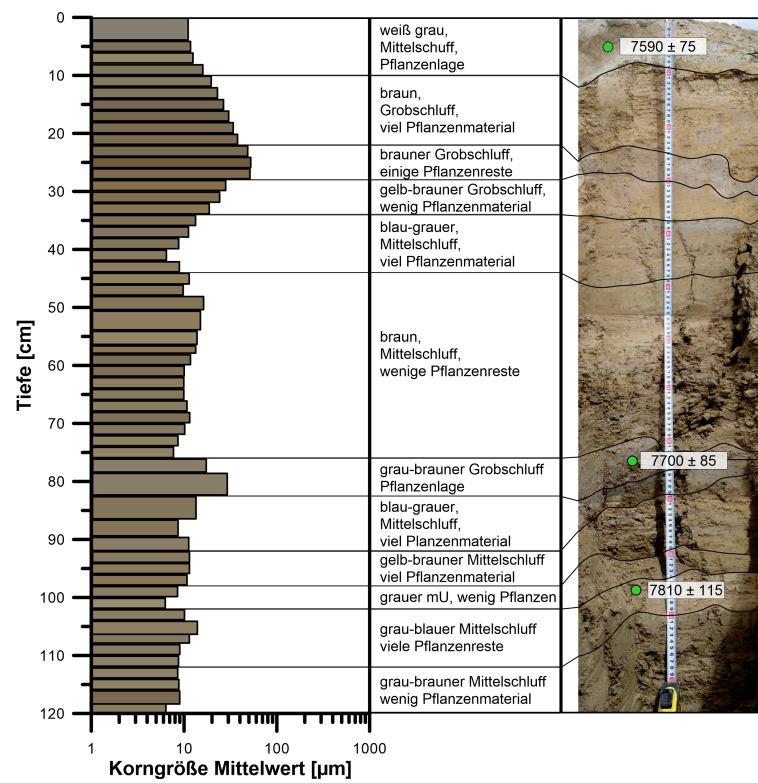 0
10
20
30
40
50
60
70
80
90
100
110
120
Tiefe [cm]
1
10
100
1000
Korngröße Mittelwert [µm]
weiß grau,
Mittelschuff,
Pflanzenlage
braun,
Grobschluff,
viel Pflanzenmaterial
brauner Grobschluff,
einige Pflanzenreste
gelb-brauner Grobschluff,
wenig Pflanzenmaterial
blau-grauer,
Mittelschluff,
viel Pflanzenmaterial
braun,
Mittelschluff,
wenige Pflanzenreste
grau-brauner Grobschluff
Pflanzenlage
blau-grauer,
Mittelschluff,
viel Planzenmaterial
gelb-brauner Mittelschluff
viel Pflanzenmaterial
grauer mU, wenig Pflanzen
grau-blauer Mittelschluff
viele Pflanzenreste
grau-brauner Mittelschluff
wenig Pflanzenmaterial
7590 ± 75
7700 ± 85
7810 ± 115